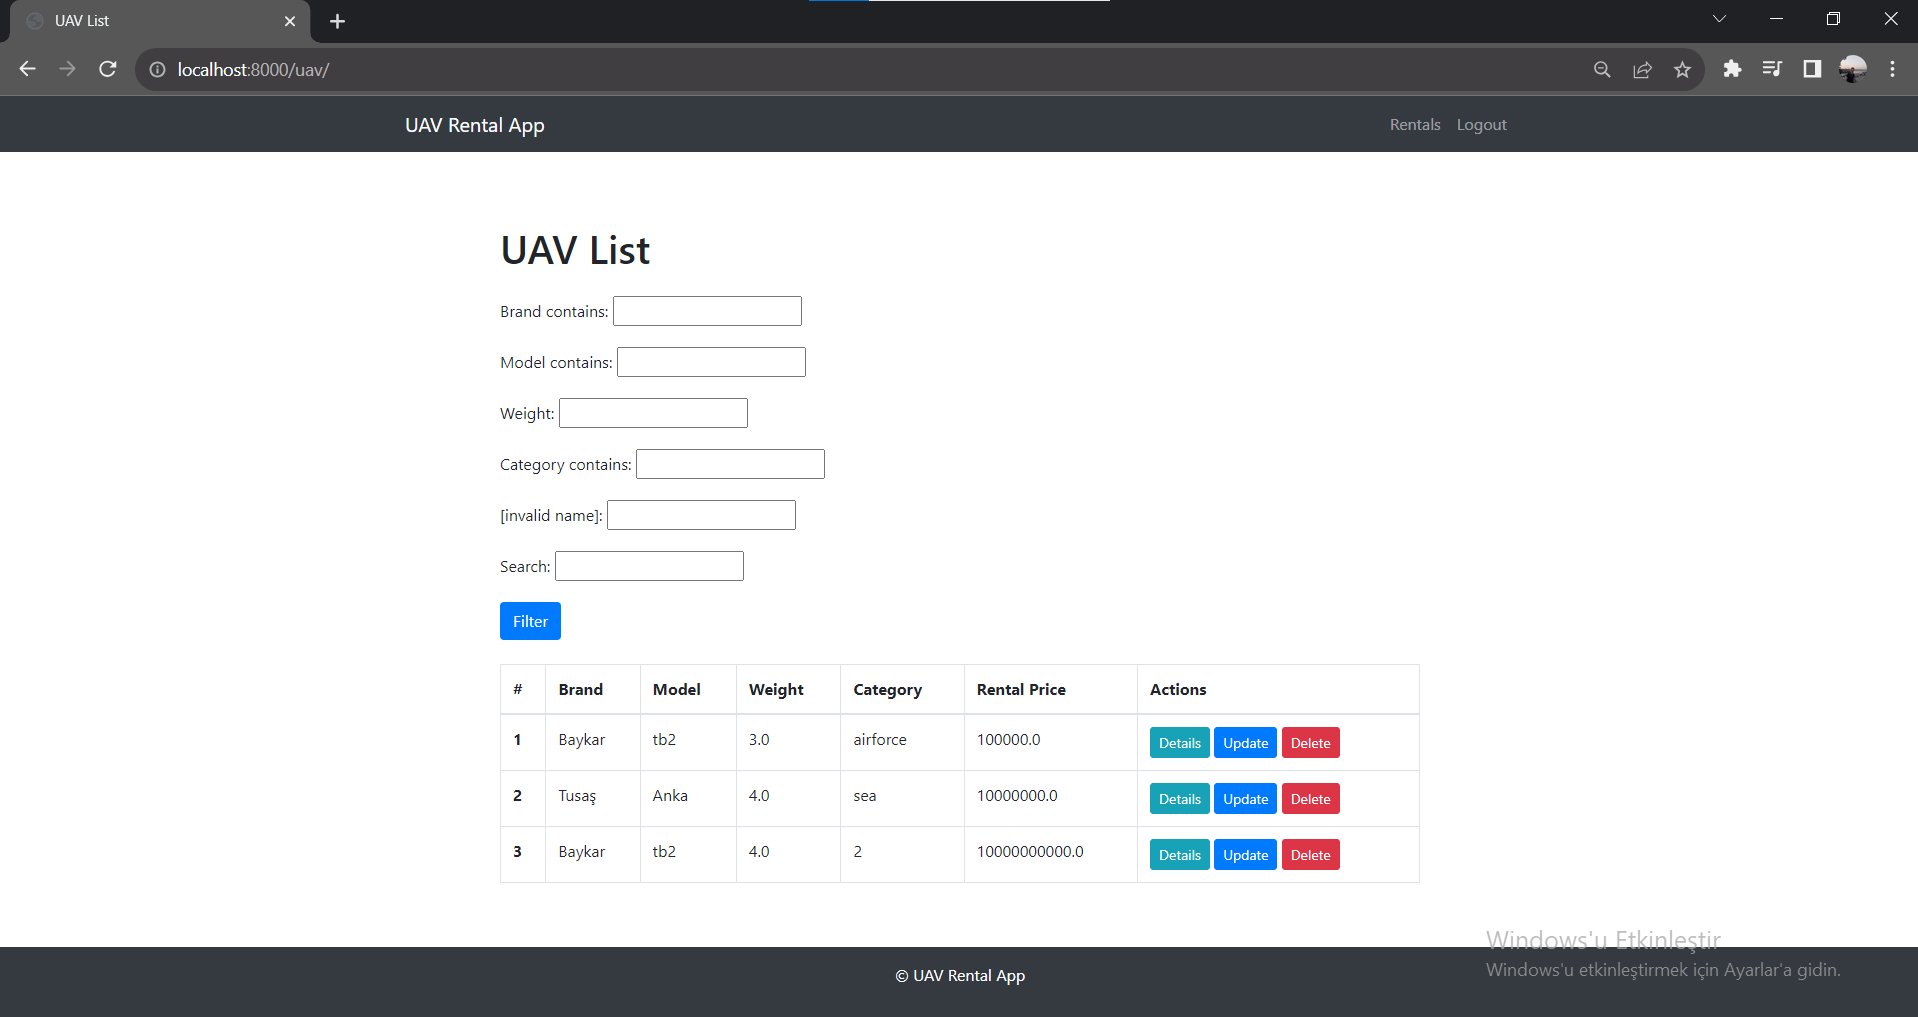 UAV List
localhost:8000/uav/
UAV Rental App
Rentals Logout
UAV List
Brand contains:
Model contains:
Weight:
Category contains:
[invalid name]:
Search:
Filter
# Brand Model Weight Category Rental Price Actions
1 Baykar tb2 3.0 airforce 100000.0 Details Update Delete
2 Tusaş Anka 4.0 sea 10000000.0 Details Update Delete
3 Baykar tb2 4.0 2 10000000000.0 Details Update Delete
Windows'u Etkinleştir
Windows'u etkinleştirmek için Ayarlar'a gidin.
© UAV Rental App